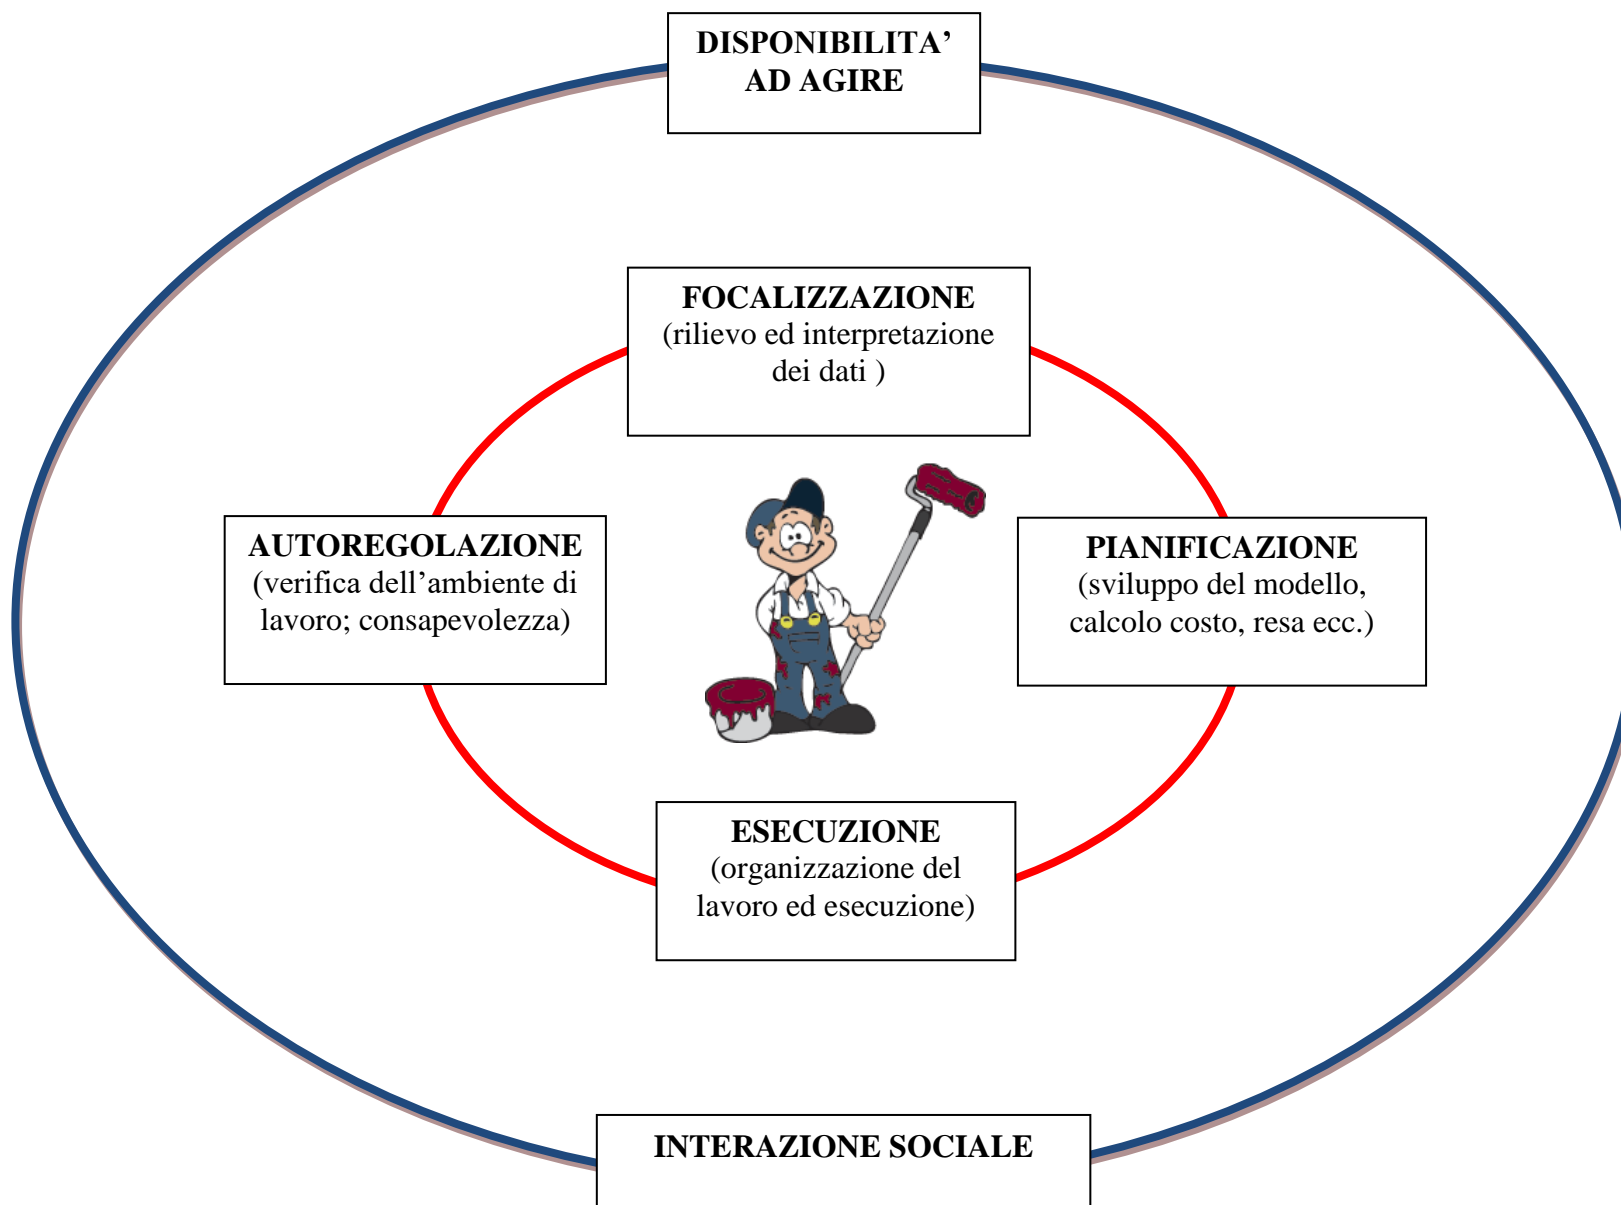 DISPONIBILITA’
AD AGIRE
FOCALIZZAZIONE
(rilievo ed interpretazione
dei dati )
AUTOREGOLAZIONE
(verifica dell’ambiente di
lavoro; consapevolezza)
PIANIFICAZIONE
(sviluppo del modello,
calcolo costo, resa ecc.)
ESECUZIONE
(organizzazione del
lavoro ed esecuzione)
INTERAZIONE SOCIALE